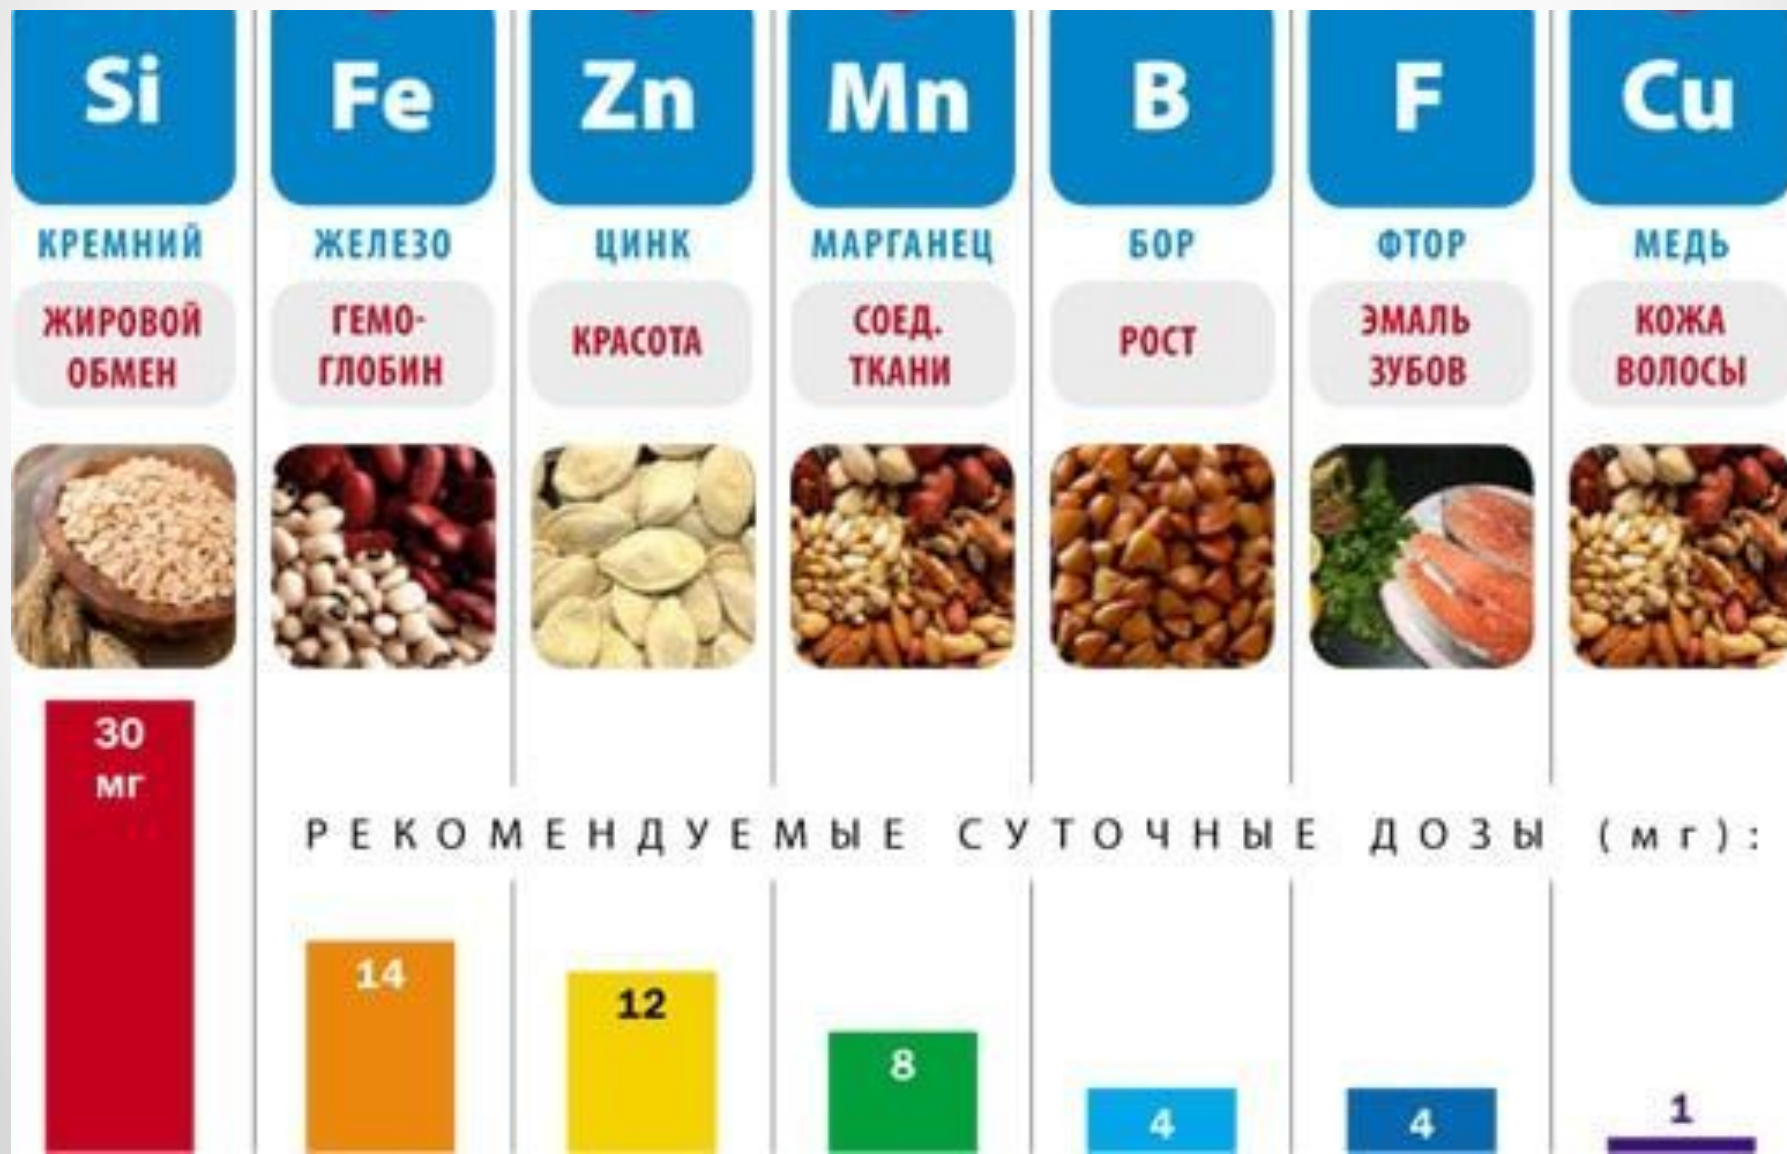 Si Fe Zn Mn B F Cu
КРЕМНИЙ ЖЕЛЕЗО ЦИНК МАРГАНЕЦ БОР ФТОР МЕДЬ
ЖИРОВОЙ ОБМЕН
ГЕМО-
ГЛОБИН
КРАСОТА
СОЕД.
ТКАНИ
РОСТ
ЭМАЛЬ
ЗУБОВ
КОЖА
ВОЛОСЫ
30
мг
РЕКОМЕНДУЕМЫЕ СУТОЧНЫЕ ДОЗЫ (мг):
14
12
8
4
4
1